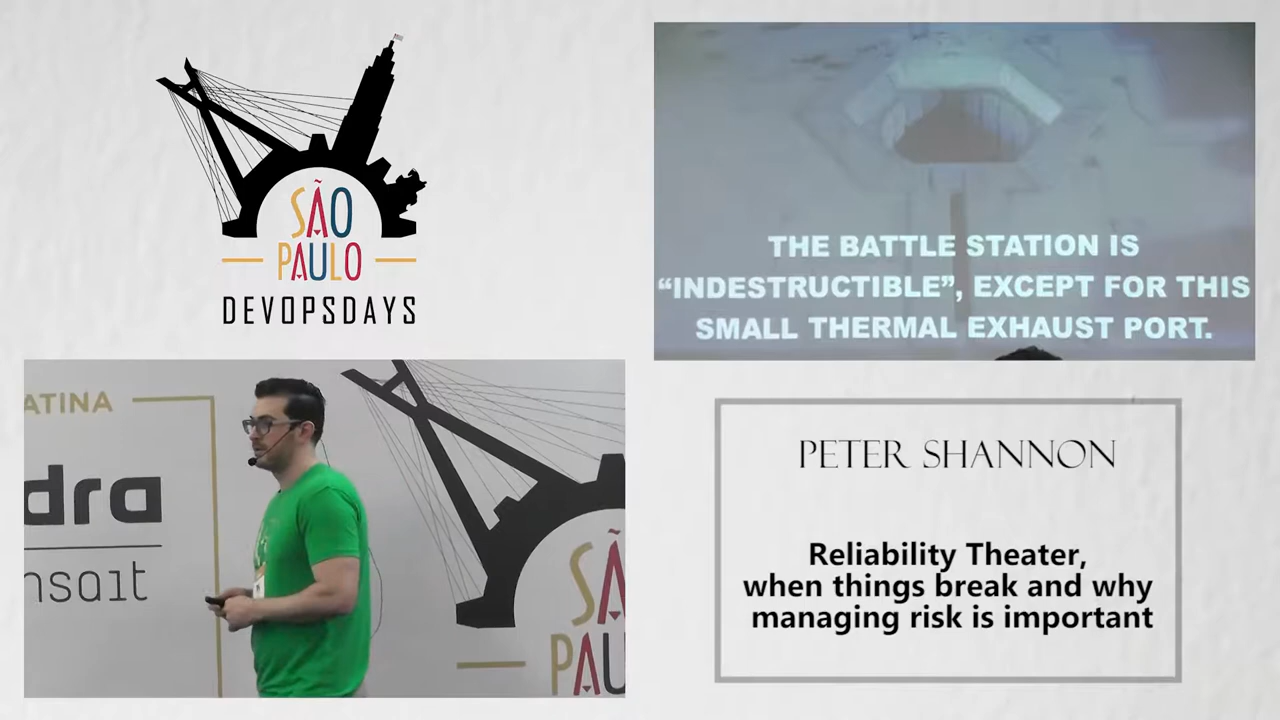 SÃO
PAULO
DEVOPSDAYS
THE BATTLE STATION IS
“INDESTRUCTIBLE”, EXCEPT FOR THIS
SMALL THERMAL EXHAUST PORT.
ATINA
dra
nsait
SÃ
PAU
PETER SHANNON
Reliability Theater,
when things break and why
managing risk is important